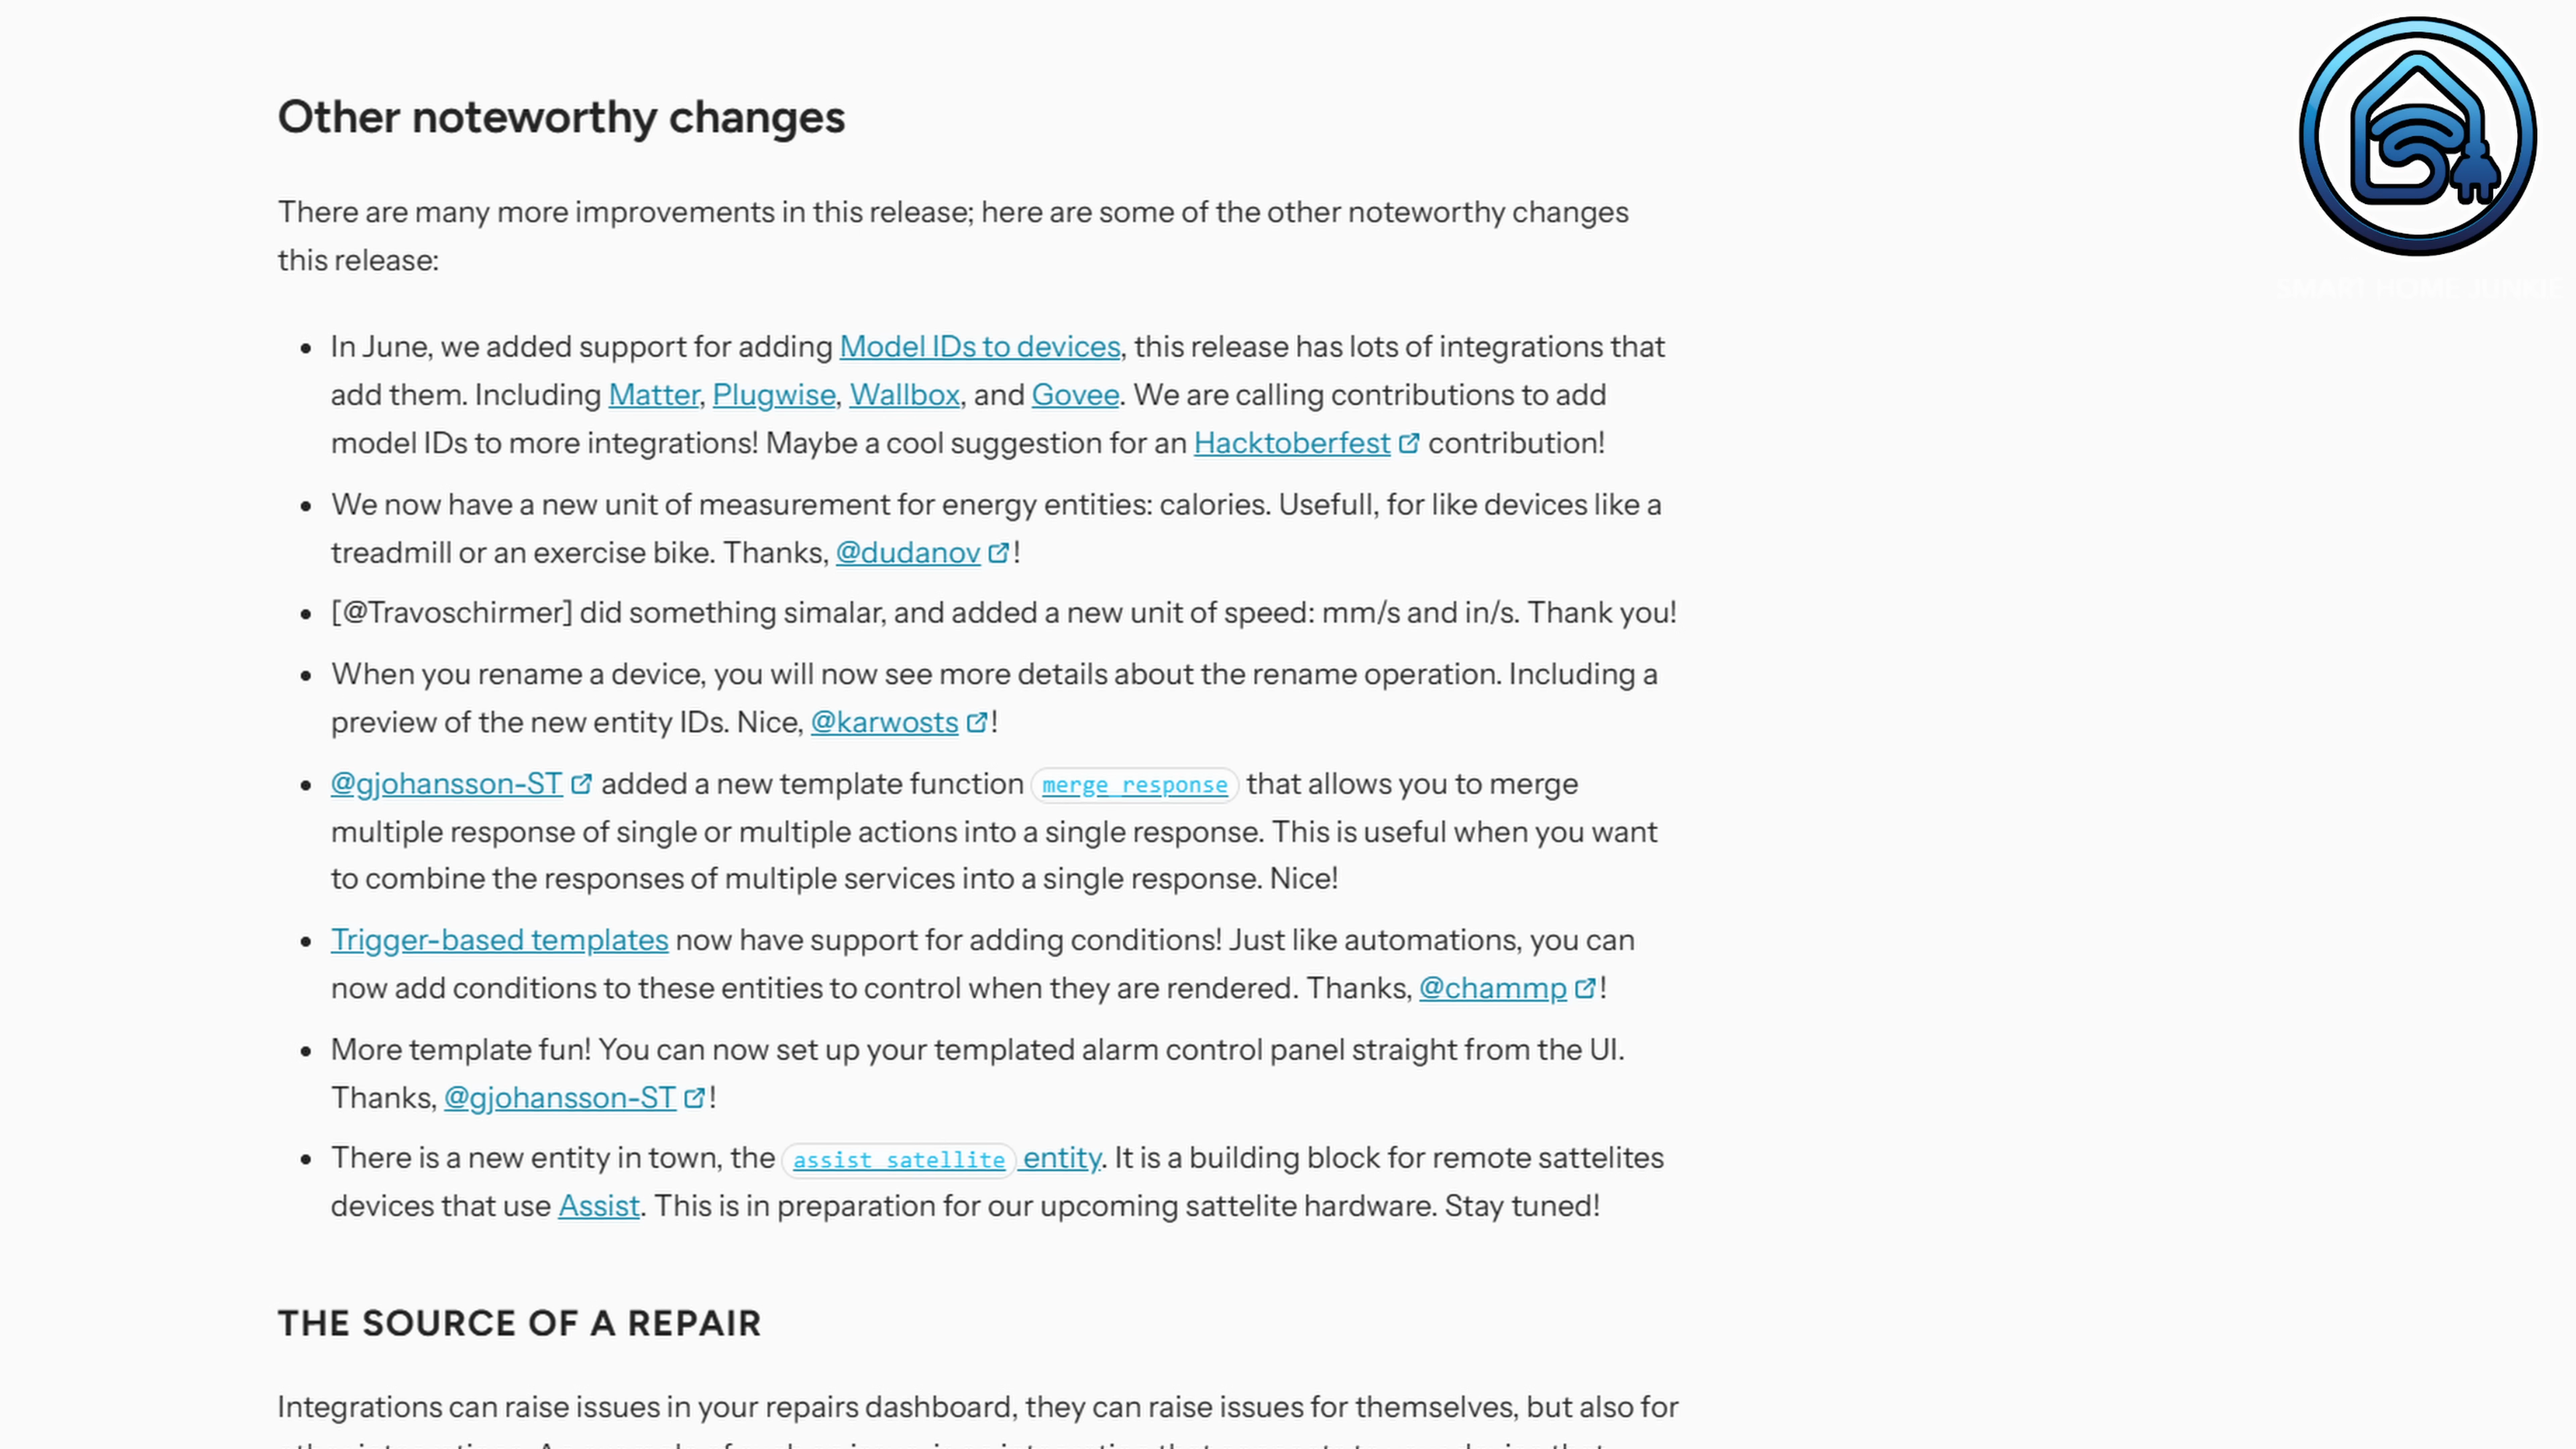 Other noteworthy changes
There are many more improvements in this release; here are some of the other noteworthy changes
this release:
SMART HOME JUNKIE
• In June, we added support for adding Model IDs to devices, this release has lots of integrations that
add them. Including Matter, Plugwise, Wallbox, and Govee. We are calling contributions to add
model IDs to more integrations! Maybe a cool suggestion for an Hacktoberfest contribution!
• We now have a new unit of measurement for energy entities: calories. Usefull, for like devices like a
treadmill or an exercise bike. Thanks, @dudanov !
• [@Travoschirmer] did something simalar, and added a new unit of speed: mm/s and in/s. Thank you!
• When you rename a device, you will now see more details about the rename operation. Including a
preview of the new entity IDs. Nice, @karwosts !
• @gjohansson-ST added a new template function merge_response that allows you to merge
multiple response of single or multiple actions into a single response. This is useful when you want
to combine the responses of multiple services into a single response. Nice!
• Trigger-based templates now have support for adding conditions! Just like automations, you can
now add conditions to these entities to control when they are rendered. Thanks, @chammp !
• More template fun! You can now set up your templated alarm control panel straight from the UI.
Thanks, @gjohansson-ST !
• There is a new entity in town, the assist_satellite entity. It is a building block for remote sattelites
devices that use Assist. This is in preparation for our upcoming sattelite hardware. Stay tuned!
THE SOURCE OF A REPAIR
Integrations can raise issues in your repairs dashboard, they can raise issues for themselves, but also for